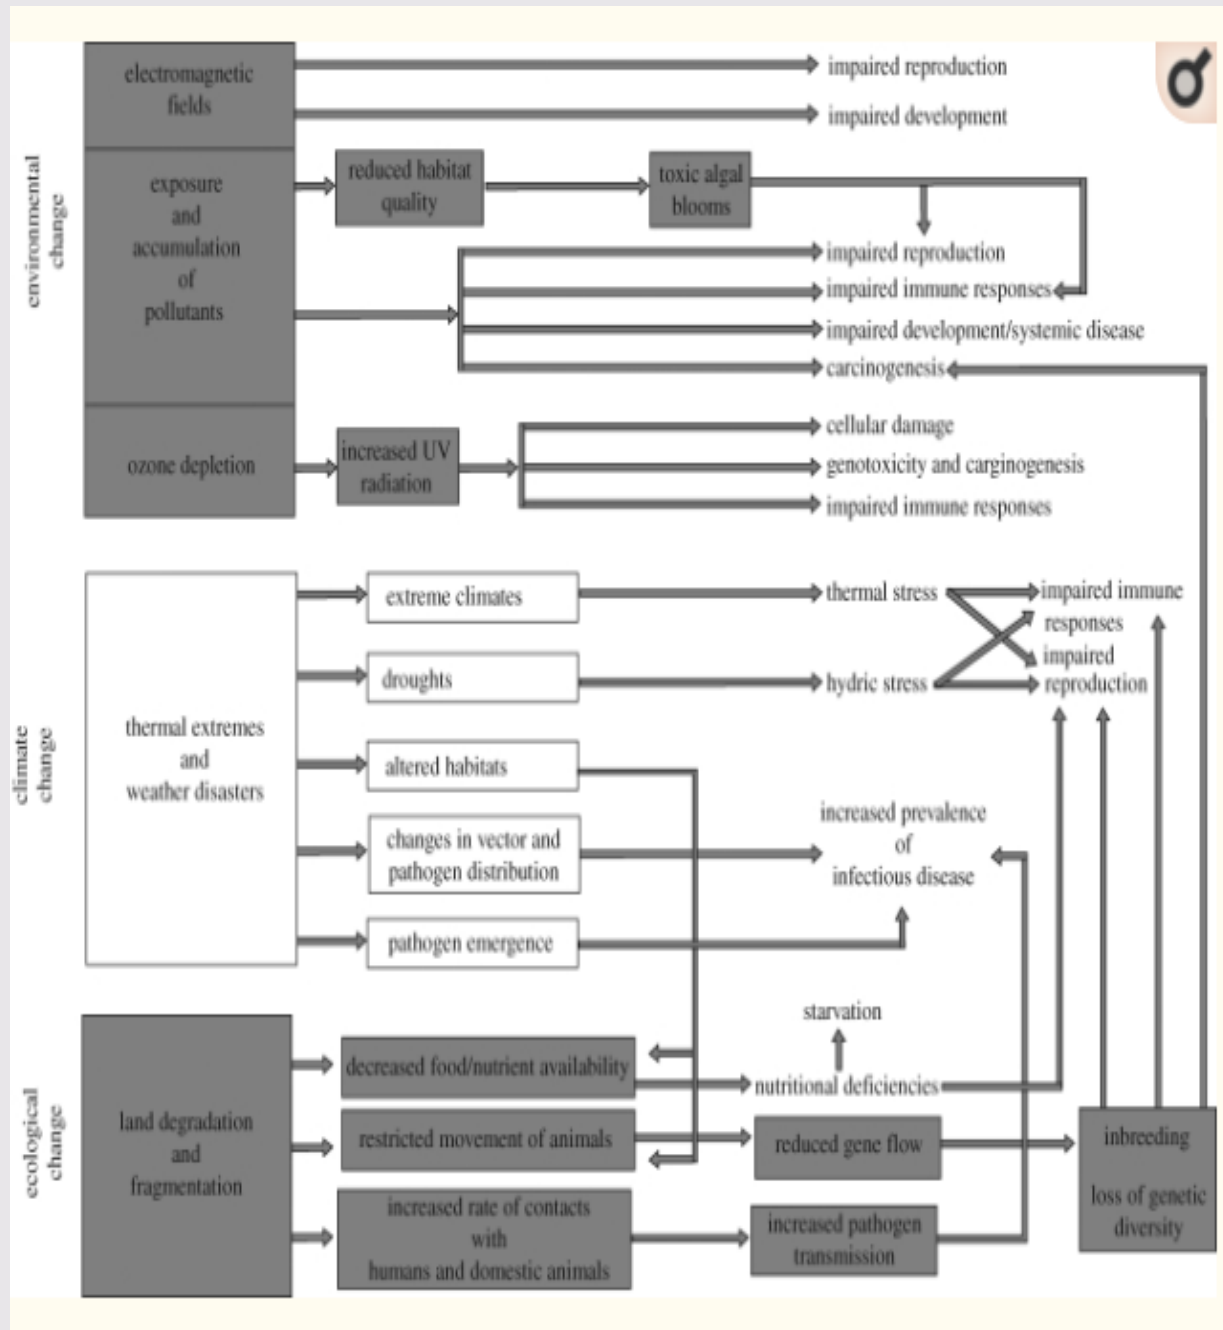 environmental
change
electromagnetic
fields
impaired reproduction
impaired development
exposure
and
accumulation
of
pollutants
reduced habitat
quality
toxic algal
blooms
impaired reproduction
impaired immune responses
impaired development/systemic disease
carcinogenesis
ozone depletion
increased UV
radiation
cellular damage
genotoxicity and carginogenesis
impaired immune responses
climate
change
thermal extremes
and
weather disasters
extreme climates
thermal stress
impaired immune
responses
droughts
hydric stress
impaired
reproduction
altered habitats
changes in vector and
pathogen distribution
increased prevalence
of
infectious disease
pathogen emergence
ecological
change
land degradation
and
fragmentation
decreased food/nutrient availability
starvation
nutritional deficiencies
restricted movement of animals
reduced gene flow
inbreeding
loss of genetic
diversity
increased rate of contacts
with
humans and domestic animals
increased pathogen
transmission